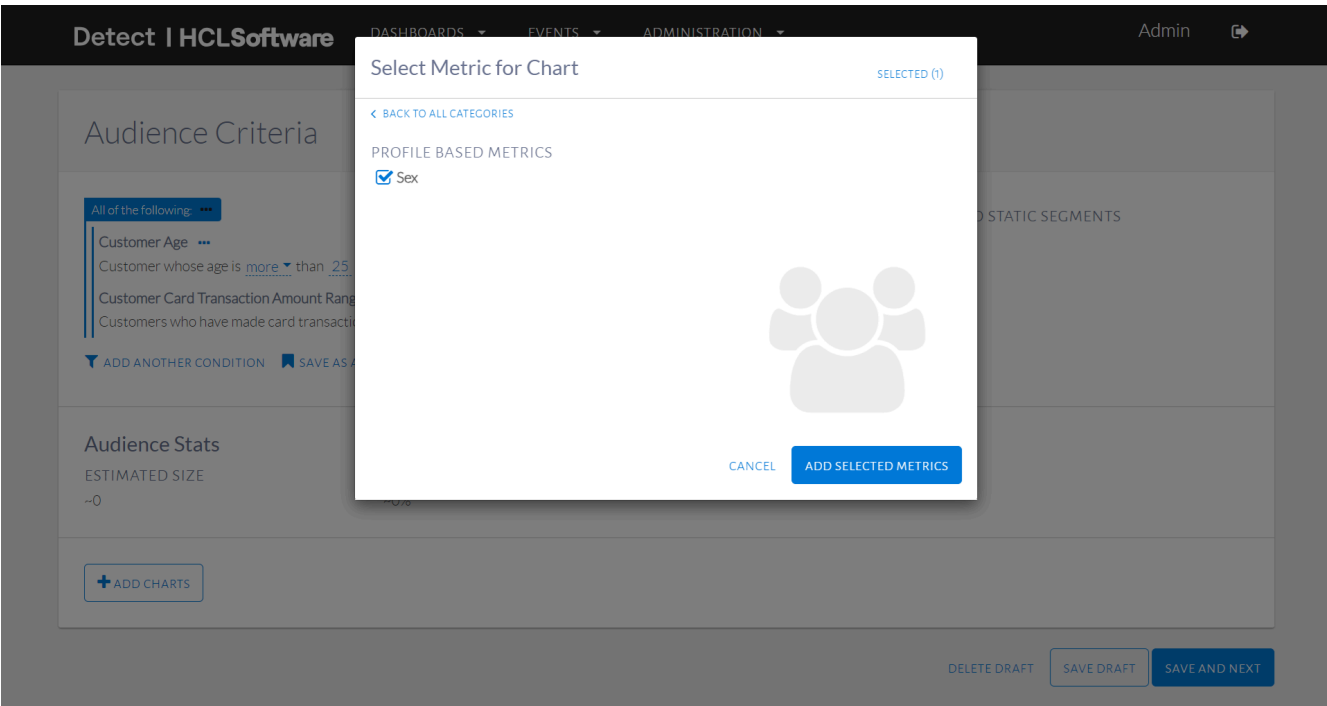 Detect | HCLSoftware
DASHBOARDS EVENTS ADMINISTRATION
Admin
Select Metric for Chart
SELECTED (1)
BACK TO ALL CATEGORIES
PROFILE BASED METRICS
Sex
CANCEL
ADD SELECTED METRICS
Audience Criteria
All of the following: •••
Customer Age •••
Customer whose age is more than 25
Customer Card Transaction Amount Rang
Customers who have made card transacti
ADD ANOTHER CONDITION SAVE AS A
STATIC SEGMENTS
Audience Stats
ESTIMATED SIZE
~0
~0%
ADD CHARTS
DELETE DRAFT
SAVE DRAFT
SAVE AND NEXT